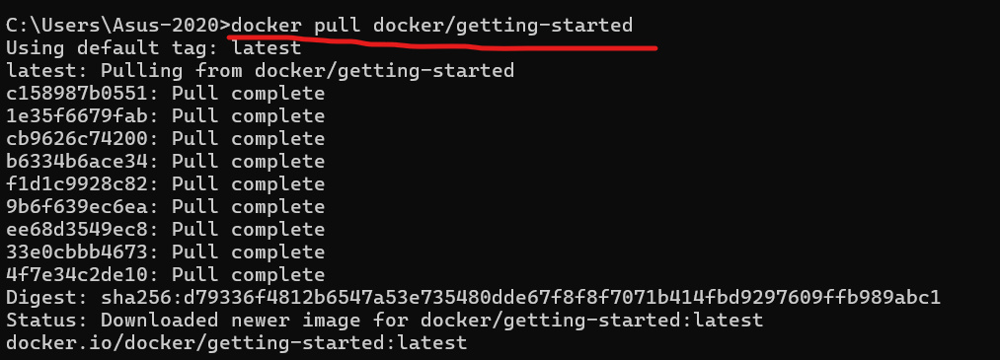 C:\Users\Asus-2020>docker pull docker/getting-started
Using default tag: latest
latest: Pulling from docker/getting-started
c158987b0551: Pull complete
1e35f6679fab: Pull complete
cb9626c74200: Pull complete
b6334b6ace34: Pull complete
f1d1c9928c82: Pull complete
9b6f639ec6ea: Pull complete
ee68d3549ec8: Pull complete
33e0cbbb4673: Pull complete
4f7e34c2de10: Pull complete
Digest: sha256:d79336f4812b6547a53e735480dde67f8f8f7071b414fbd9297609ffb989abc1
Status: Downloaded newer image for docker/getting-started:latest
docker.io/docker/getting-started:latest